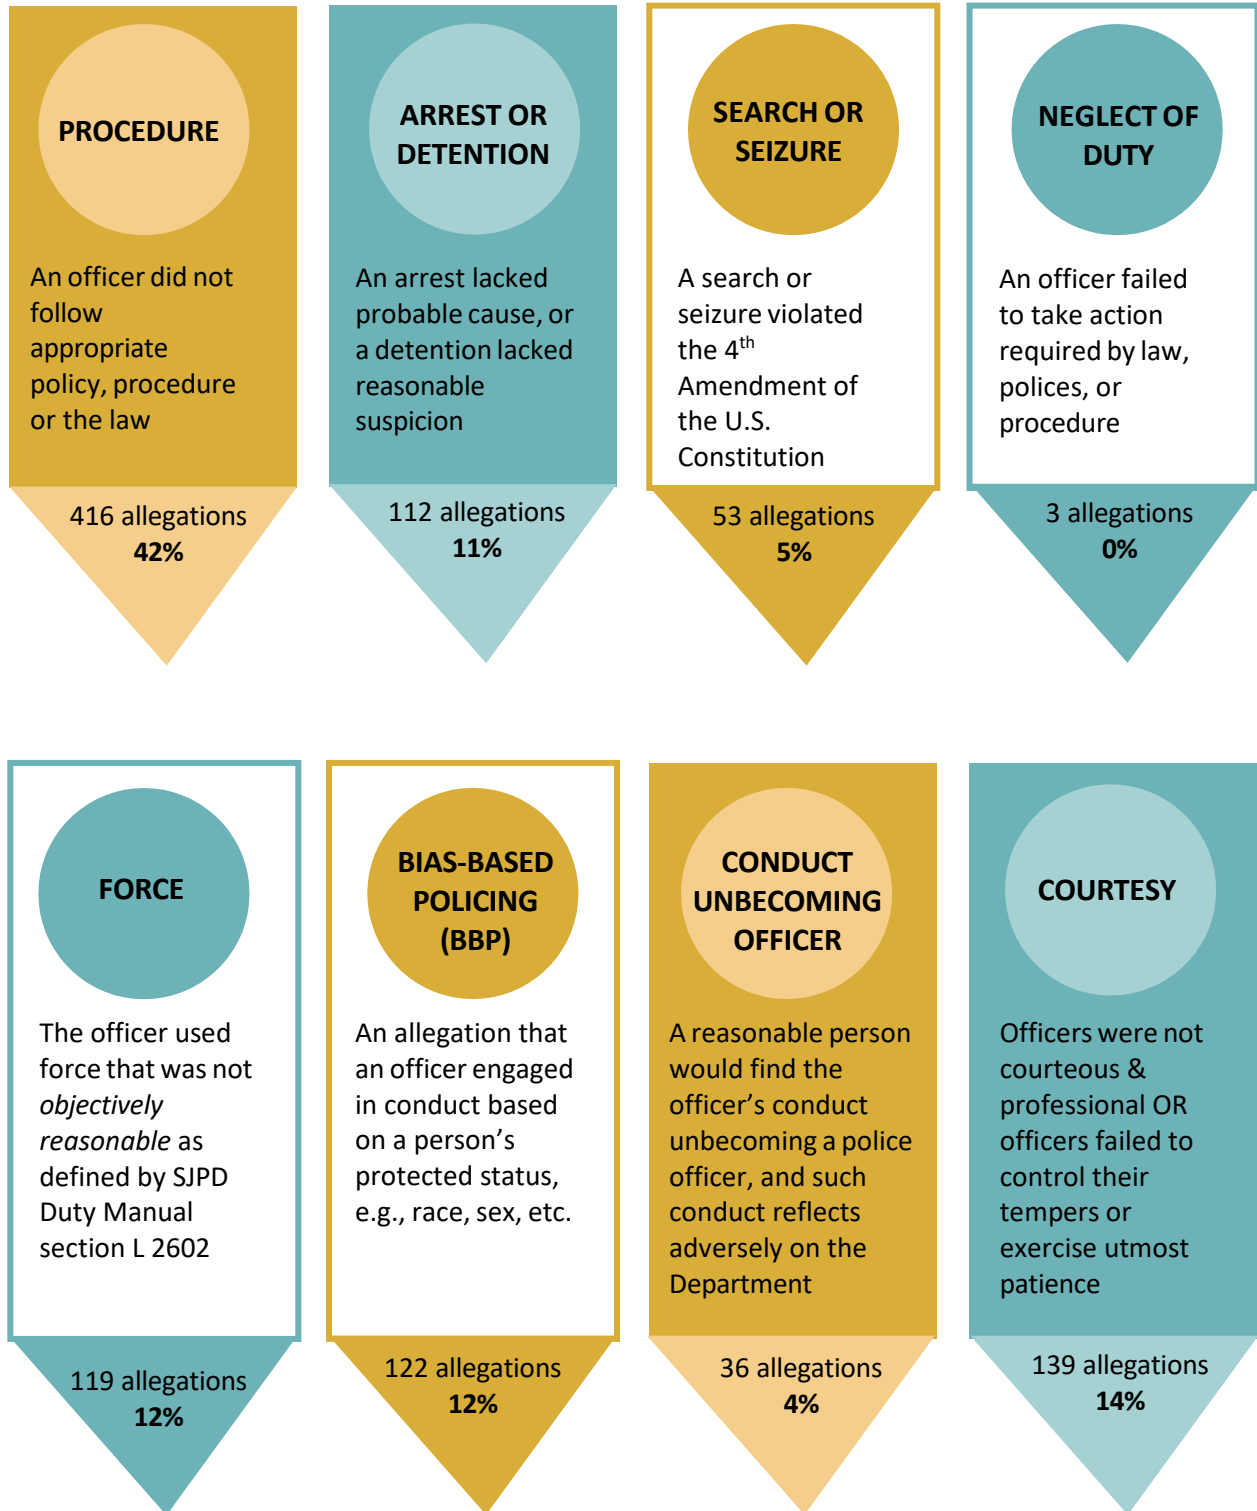 PROCEDURE
An officer did not
follow
appropriate
policy, procedure
or the law
416 allegations
42%
ARREST OR
DETENTION
An arrest lacked
probable cause, or
a detention lacked
reasonable
suspicion
112 allegations
11%
SEARCH OR
SEIZURE
A search or
seizure violated
the 4th
Amendment of
the U.S.
Constitution
53 allegations
5%
NEGLECT OF
DUTY
An officer failed
to take action
required by law,
polices, or
procedure
3 allegations
0%
FORCE
The officer used
force that was not
objectively
reasonable as
defined by SJPD
Duty Manual
section L 2602
119 allegations
12%
BIAS-BASED
POLICING
(BBP)
An allegation that
an officer engaged
in conduct based
on a person’s
protected status,
e.g., race, sex, etc.
122 allegations
12%
CONDUCT
UNBECOMING
OFFICER
A reasonable person
would find the
officer’s conduct
unbecoming a police
officer, and such
conduct reflects
adversely on the
Department
36 allegations
4%
COURTESY
Officers were not
courteous &
professional OR
officers failed to
control their
tempers or
exercise utmost
patience
139 allegations
14%